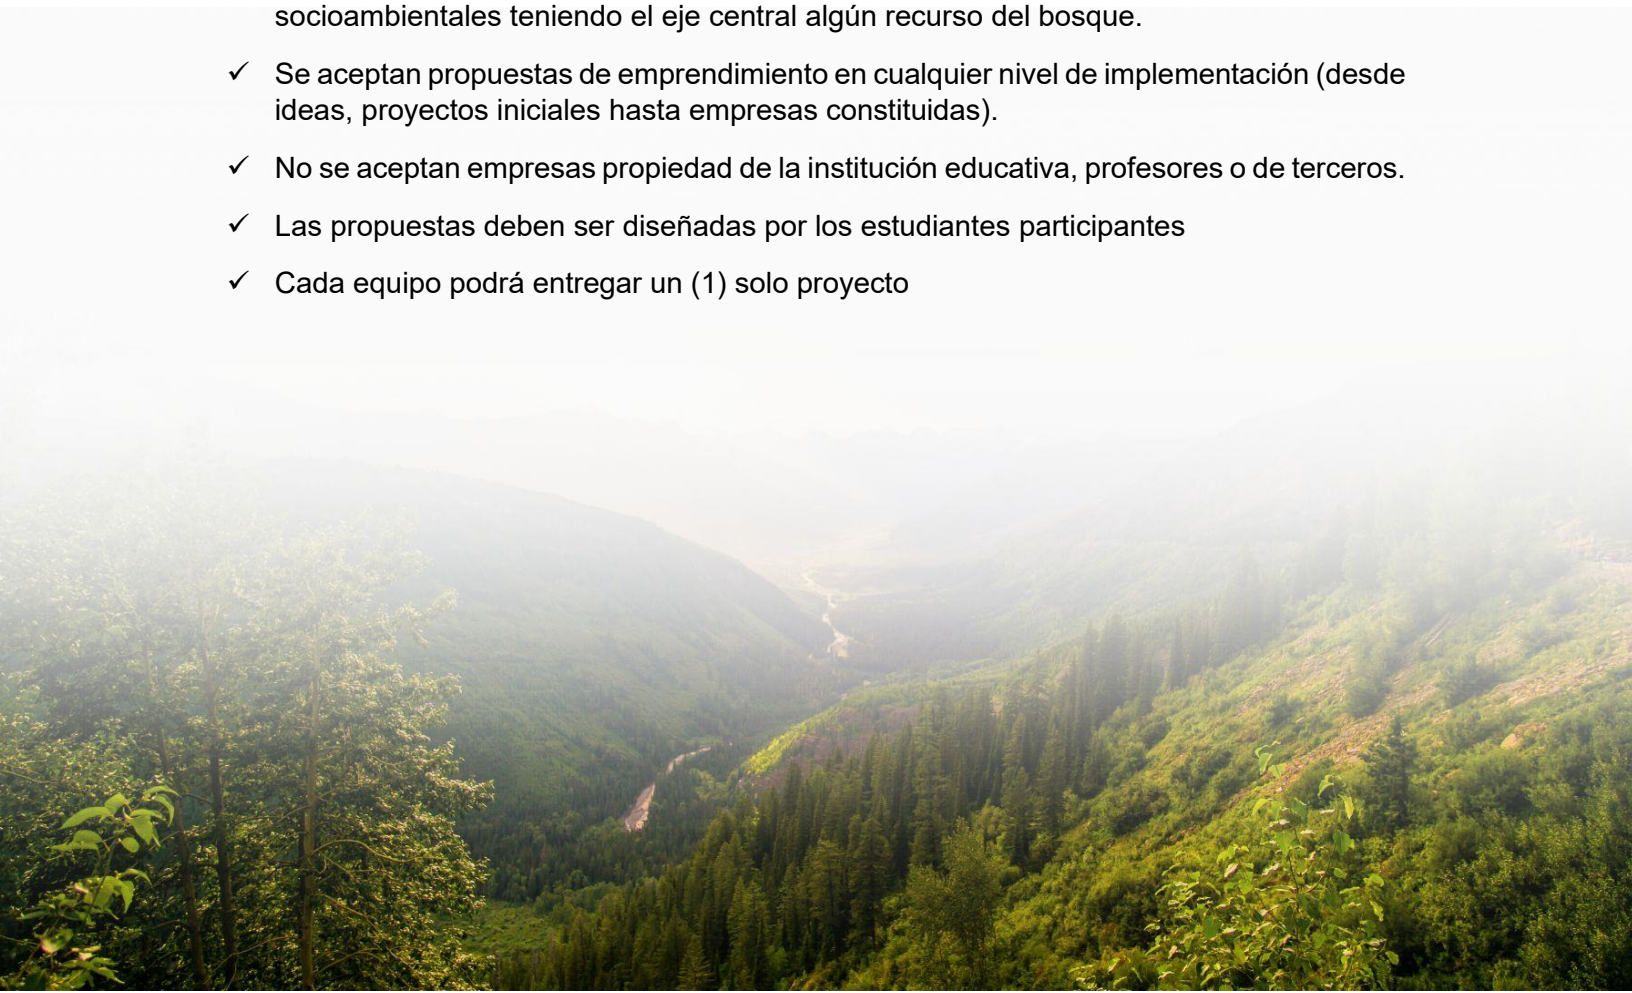 socioambientales teniendo el eje central algún recurso del bosque.
✓ Se aceptan propuestas de emprendimiento en cualquier nivel de implementación (desde
ideas, proyectos iniciales hasta empresas constituidas).
✓ No se aceptan empresas propiedad de la institución educativa, profesores o de terceros.
✓ Las propuestas deben ser diseñadas por los estudiantes participantes
✓ Cada equipo podrá entregar un (1) solo proyecto